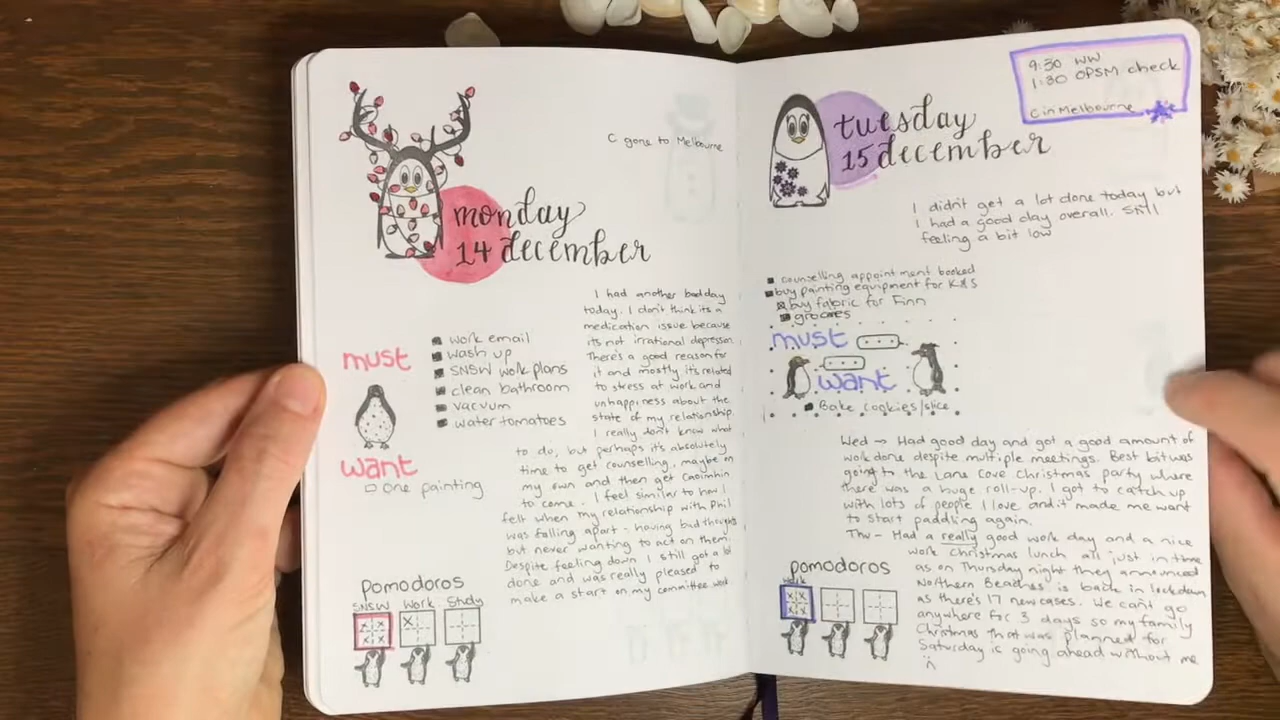 C gone to Melbourne
monday
14 december
I had another bad day
today. I don't think its a
medication issue because
its not irrational depression.
There's a good reason for
it and mostly it's related
to stress at work and
unhappiness about the
state of my relationship.
I really don't know what
to do, but perhaps it's absolutely
time to get counselling, maybe on
my own and then get Caoimhin
to come. I feel similar to how I
felt when my relationship with Phil
was falling apart - having bad thoughts
but never wanting to act on them.
Despite feeling down I still got a lot
done and was really pleased to
make a start on my committee work
must
work email
wash up
SNSW work plans
clean bathroom
vacuum
water tomatoes
want
one painting
Pomodoros
SNSW Work Study
9:30 WW
1:30 OPSM check
C in Melbourne
tuesday
15 december
I didn't get a lot done today but
I had a good day overall. Still
feeling a bit low
counselling appointment booked
buy painting equipment for K&S
buy fabric for Finn
groceries
must
want
Bake cookies/slice
Wed → Had good day and got a good amount of
work done despite multiple meetings. Best bit was
going to the Lane Cove Christmas party where
there was a huge roll-up. I got to catch up
with lots of people I love and it made me want
to start paddling again.
Thu - Had a really good work day and a nice
work Christmas lunch all just in time
as on Thursday night they announced
Northern Beaches is back in lockdown
as there's 17 new cases. We can't go
anywhere for 3 days so my family
Christmas that was planned for
Saturday is going ahead without me
Pomodoros
Work